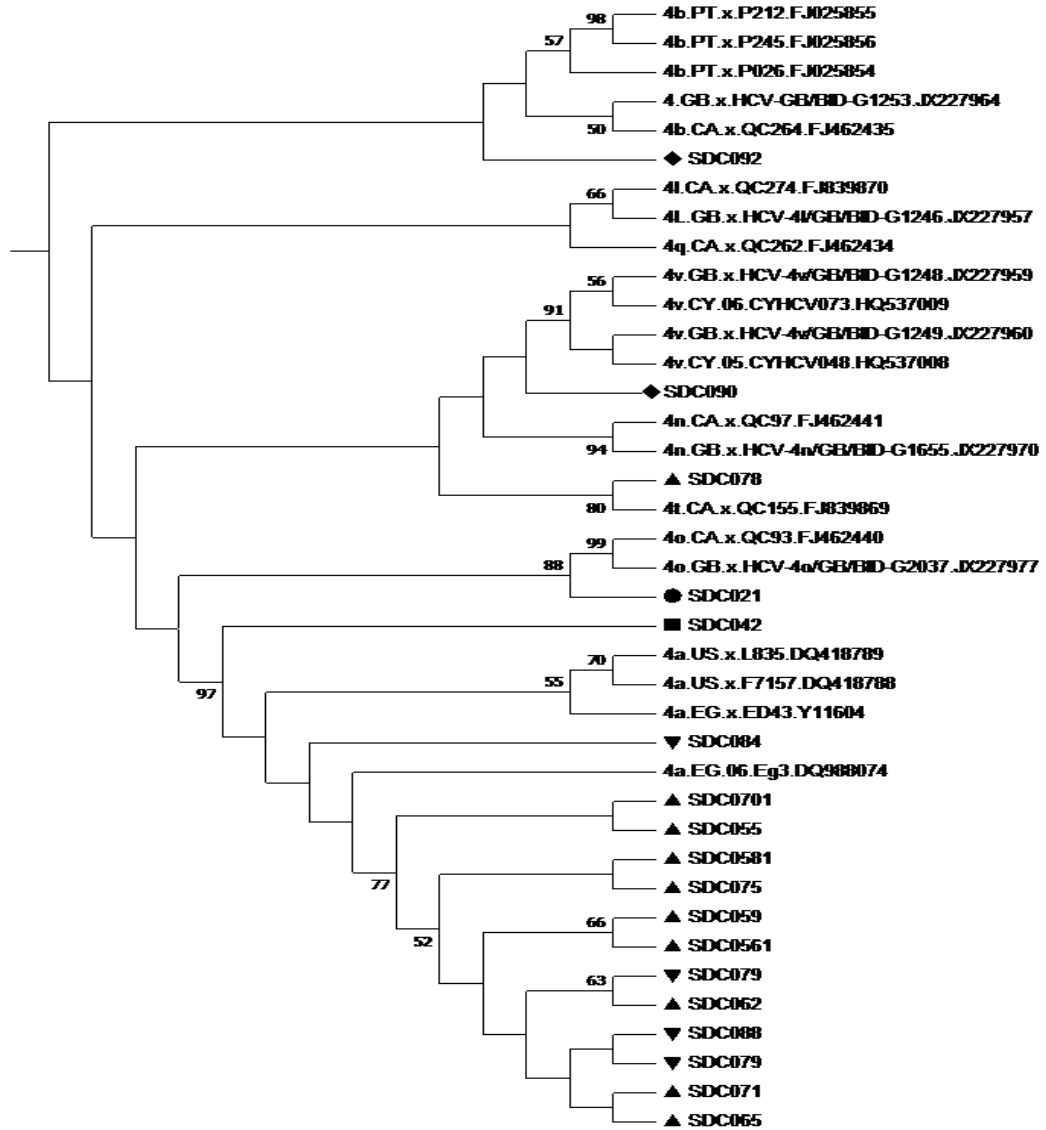 98
4b.PT.x.P212.FJ025855
4b.PT.x.P245.FJ025856
57
4b.PT.x.P026.FJ025854
4.GB.x.HCV-GB/BID-G1253.JX227964
50
4b.CA.x.QC264.FJ462435
SDC092
66
4l.CA.x.QC274.FJ839870
4L.GB.x.HCV-4l/GB/BID-G1246.JX227957
4q.CA.x.QC262.FJ462434
56
4v.GB.x.HCV-4v/GB/BID-G1248.JX227959
91
4v.CY.06.CYHCV073.HQ537009
4v.GB.x.HCV-4v/GB/BID-G1249.JX227960
4v.CY.05.CYHCV048.HQ537008
SDC090
4n.CA.x.QC97.FJ462441
94
4n.GB.x.HCV-4n/GB/BID-G1655.JX227970
SDC078
80
4t.CA.x.QC155.FJ839869
99
4o.CA.x.QC93.FJ462440
88
4o.GB.x.HCV-4o/GB/BID-G2037.JX227977
SDC021
SDC042
97
70
4a.US.x.L835.DQ418789
55
4a.US.x.F7157.DQ418788
4a.EG.x.ED43.Y11604
SDC084
4a.EG.06.Eg3.DQ988074
SDC0701
SDC055
SDC0581
77
SDC075
66
SDC059
52
SDC0561
63
SDC079
SDC062
SDC088
SDC079
SDC071
SDC065